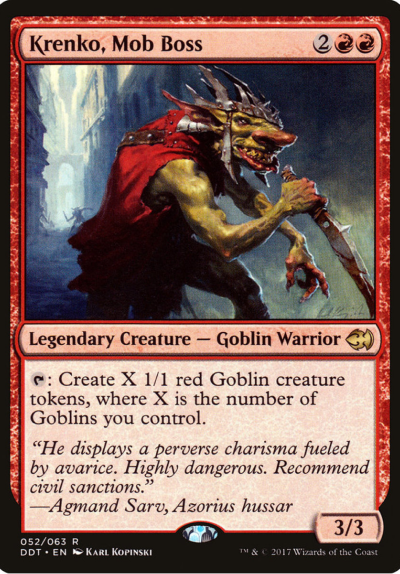 Krenko, Mob Boss 2
Legendary Creature — Goblin Warrior
: Create X 1/1 red Goblin creature
tokens, where X is the number of
Goblins you control.
“He displays a perverse charisma fueled
by avarice. Highly dangerous. Recommend
civil sanctions.”
—Agmand Sarv, Azorius hussar
3/3
052/063 R
DDT • EN Karl Kopinski
™ & © 2017 Wizards of the Coast